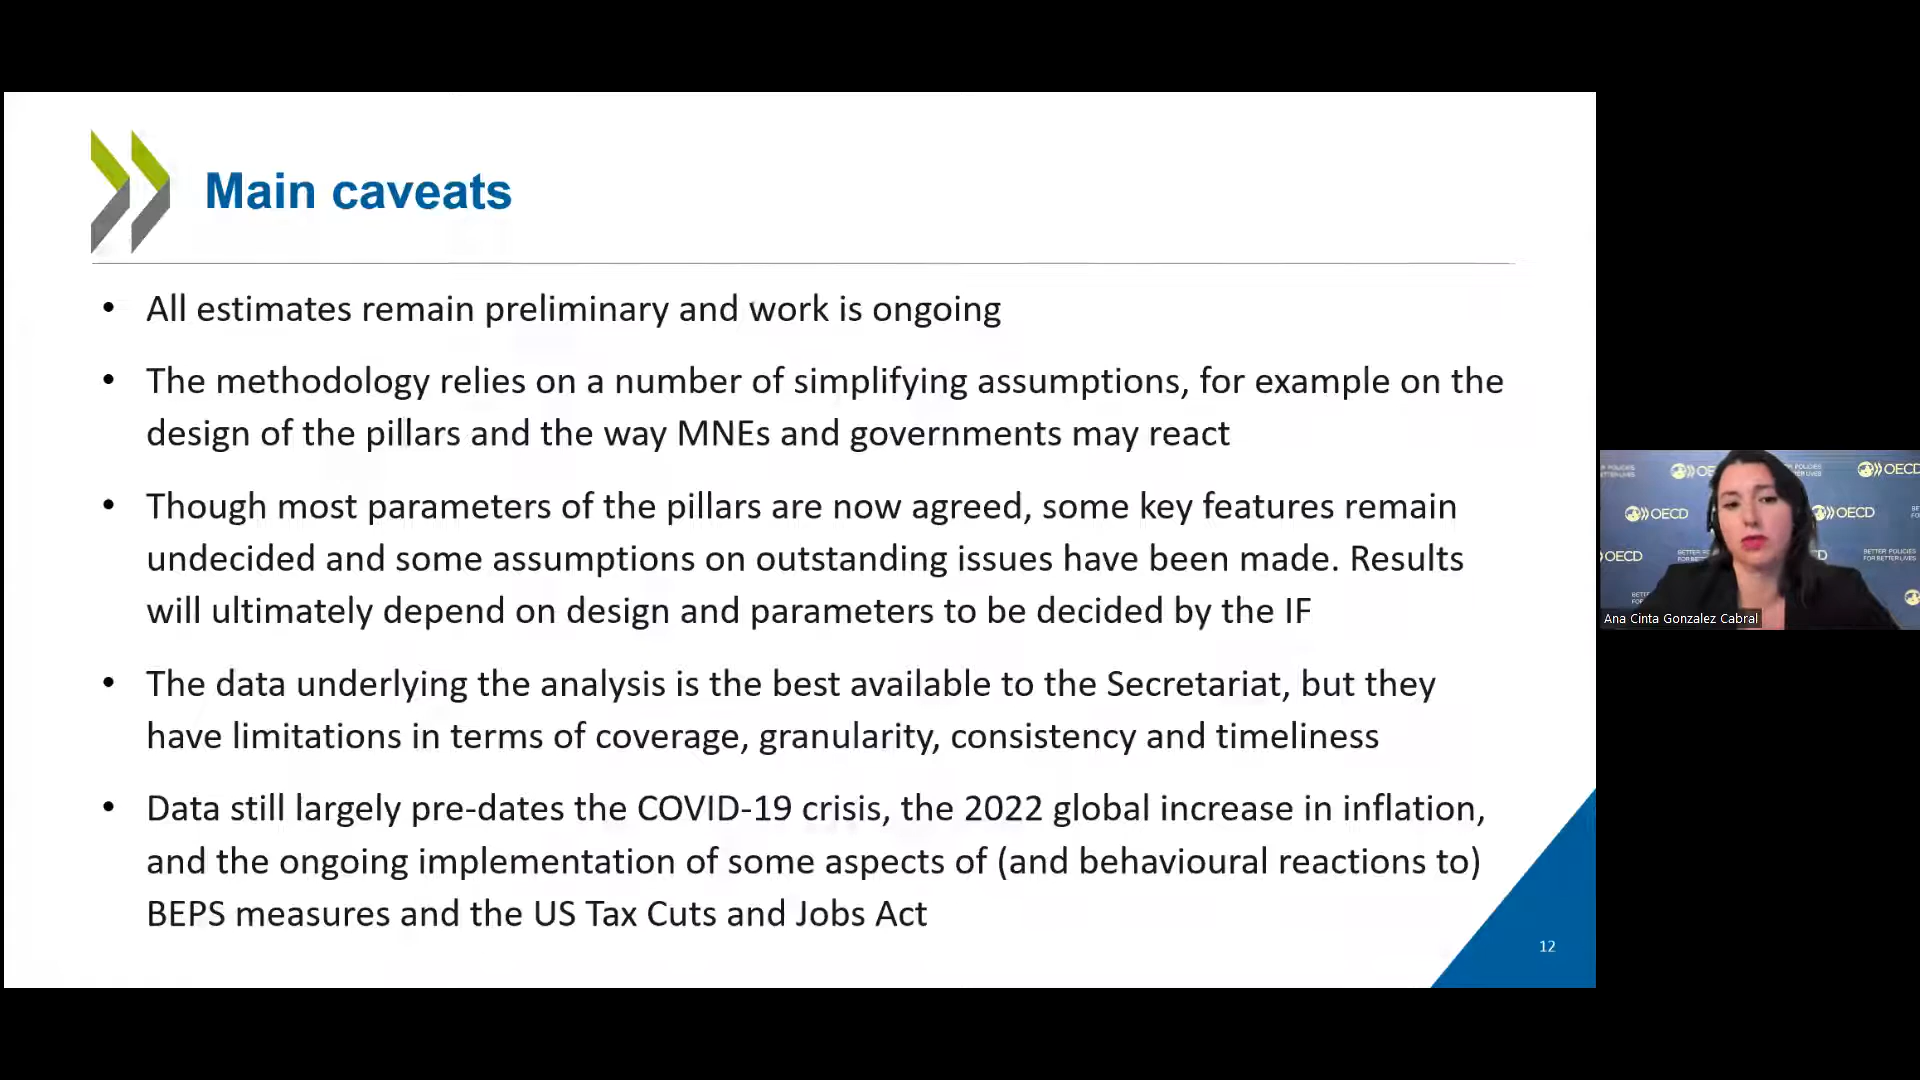 Main caveats
• All estimates remain preliminary and work is ongoing
• The methodology relies on a number of simplifying assumptions, for example on the
design of the pillars and the way MNEs and governments may react
• Though most parameters of the pillars are now agreed, some key features remain
undecided and some assumptions on outstanding issues have been made. Results
will ultimately depend on design and parameters to be decided by the IF
• The data underlying the analysis is the best available to the Secretariat, but they
have limitations in terms of coverage, granularity, consistency and timeliness
• Data still largely pre-dates the COVID-19 crisis, the 2022 global increase in inflation,
and the ongoing implementation of some aspects of (and behavioural reactions to)
BEPS measures and the US Tax Cuts and Jobs Act
12
OECD
OECD
OECD
OECD
BETTER POLICIES
FOR BETTER LIVES
Ana Cinta Gonzalez Cabral